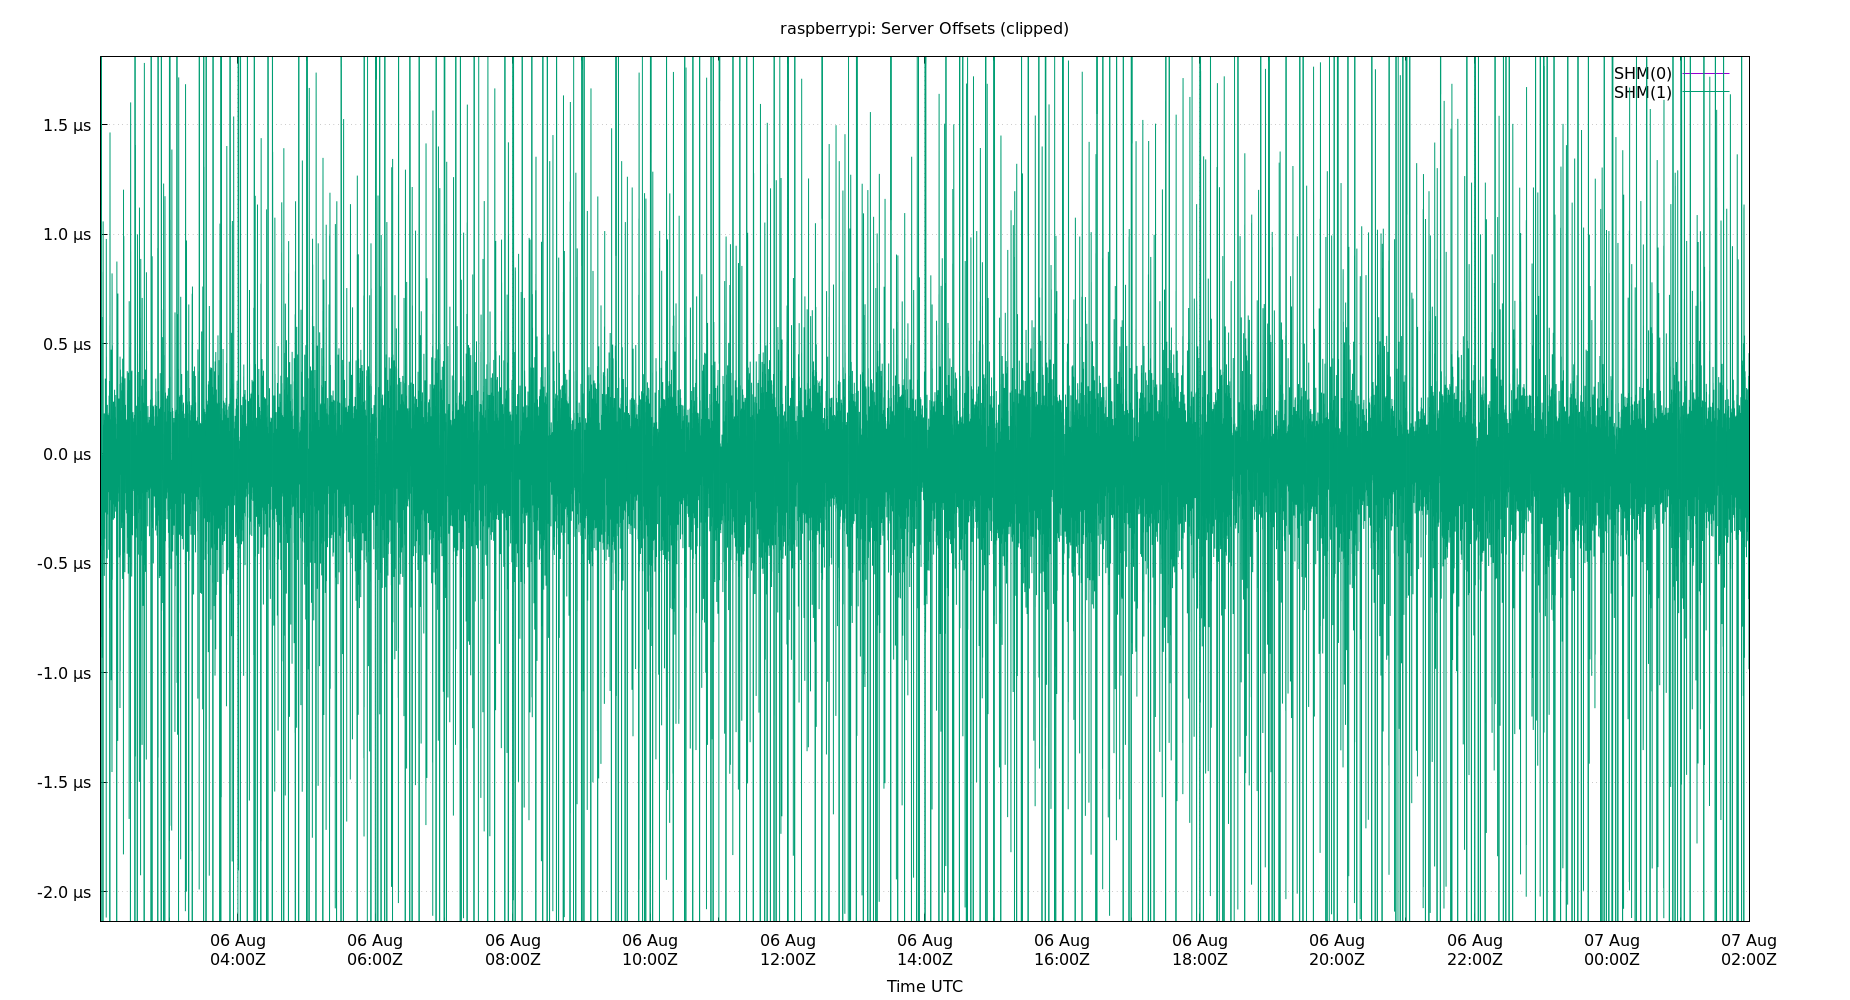 raspberrypi: Server Offsets (clipped)
SHM(0)
SHM(1)
1.5 µs
1.0 µs
0.5 µs
0.0 µs
-0.5 µs
-1.0 µs
-1.5 µs
-2.0 µs
06 Aug 06 Aug 06 Aug 06 Aug 06 Aug 06 Aug 06 Aug 06 Aug 06 Aug 06 Aug 07 Aug 07 Aug
04:00Z 06:00Z 08:00Z 10:00Z 12:00Z 14:00Z 16:00Z 18:00Z 20:00Z 22:00Z 00:00Z 02:00Z
Time UTC